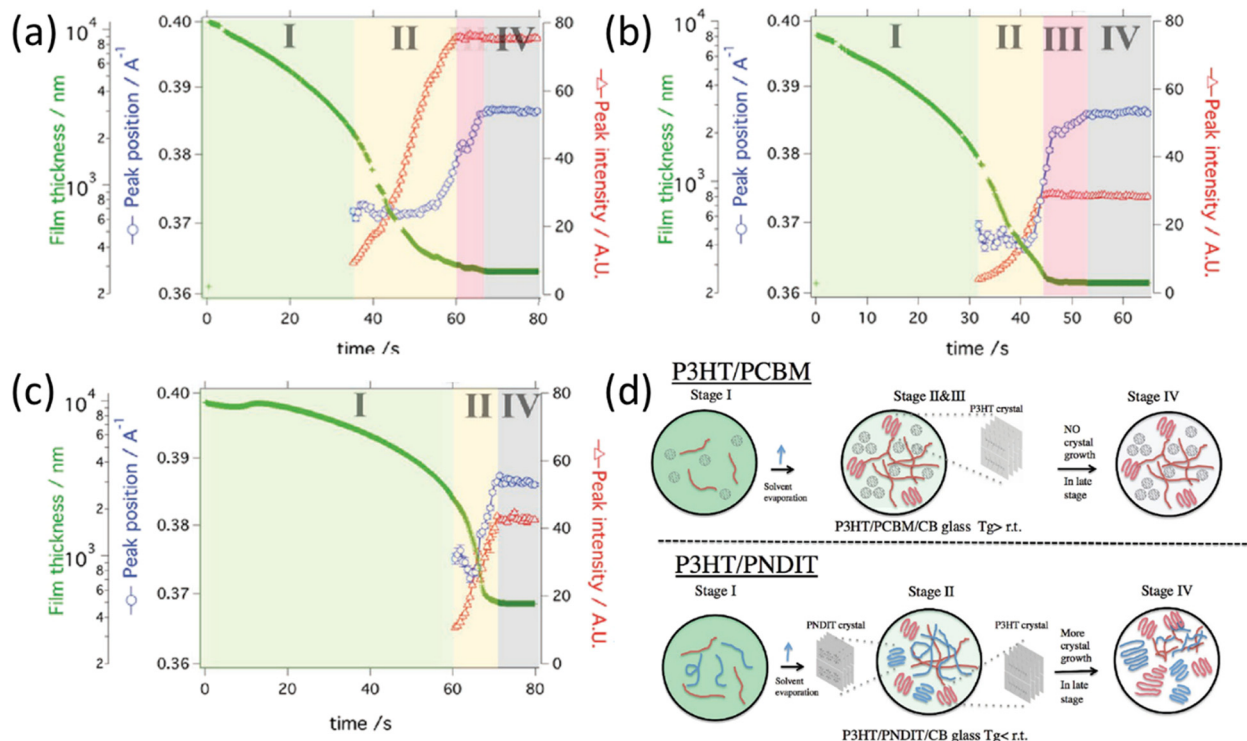 (a)
I
II
III
IV
Film thickness / nm
Peak position / A⁻¹
Peak intensity / A.U.
10⁴
8
6
4
2
10³
8
6
4
2
0.40
0.39
0.38
0.37
0.36
80
60
40
20
0
0
20
40
60
80
time /s
(b)
I
II
III
IV
Film thickness / nm
Peak position / A⁻¹
Peak intensity / A.U.
10⁴
8
6
4
2
10³
8
6
4
2
0.40
0.39
0.38
0.37
0.36
80
60
40
20
0
0
10
20
30
40
50
60
time /s
(c)
I
II
IV
Film thickness / nm
Peak position / A⁻¹
Peak intensity / A.U.
10⁴
8
6
4
2
10³
8
6
4
2
0.40
0.39
0.38
0.37
0.36
80
60
40
20
0
0
20
40
60
80
time /s
(d)
P3HT/PCBM
Stage I
Stage II&III
Stage IV
P3HT crystal
Solvent
evaporation
NO
crystal
growth
In late
stage
P3HT/PCBM/CB glass Tg> r.t.
P3HT/PNDIT
Stage I
Stage II
Stage IV
PNDIT crystal
P3HT crystal
Solvent
evaporation
More
crystal
growth
In late
stage
P3HT/PNDIT/CB glass Tg< r.t.